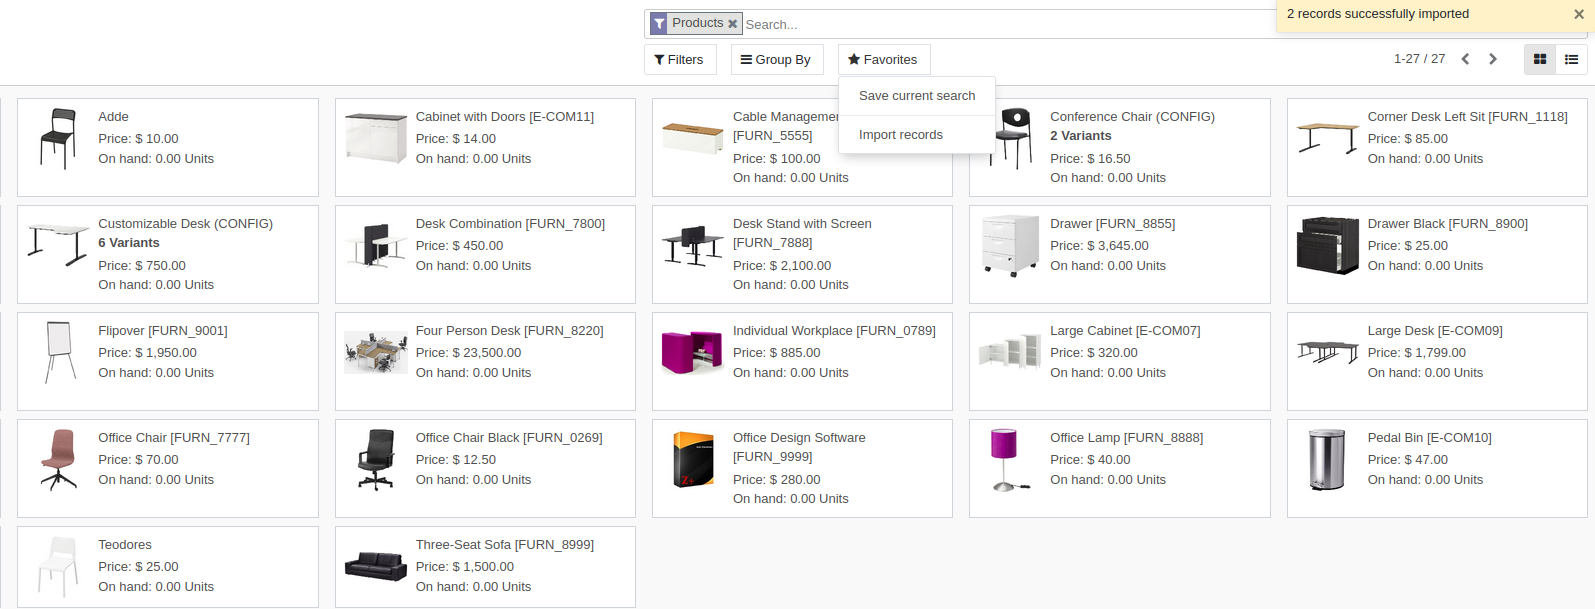 Products
Search...
2 records successfully imported
Filters
Group By
Favorites
1-27 / 27
Save current search
Import records
Adde
Price: $ 10.00
On hand: 0.00 Units
Cabinet with Doors [E-COM11]
Price: $ 14.00
On hand: 0.00 Units
Cable Managemen
[FURN_5555]
Price: $ 100.00
On hand: 0.00 Units
Conference Chair (CONFIG)
2 Variants
Price: $ 16.50
On hand: 0.00 Units
Corner Desk Left Sit [FURN_1118]
Price: $ 85.00
On hand: 0.00 Units
Customizable Desk (CONFIG)
6 Variants
Price: $ 750.00
On hand: 0.00 Units
Desk Combination [FURN_7800]
Price: $ 450.00
On hand: 0.00 Units
Desk Stand with Screen
[FURN_7888]
Price: $ 2,100.00
On hand: 0.00 Units
Drawer [FURN_8855]
Price: $ 3,645.00
On hand: 0.00 Units
Drawer Black [FURN_8900]
Price: $ 25.00
On hand: 0.00 Units
Flipover [FURN_9001]
Price: $ 1,950.00
On hand: 0.00 Units
Four Person Desk [FURN_8220]
Price: $ 23,500.00
On hand: 0.00 Units
Individual Workplace [FURN_0789]
Price: $ 885.00
On hand: 0.00 Units
Large Cabinet [E-COM07]
Price: $ 320.00
On hand: 0.00 Units
Large Desk [E-COM09]
Price: $ 1,799.00
On hand: 0.00 Units
Office Chair [FURN_7777]
Price: $ 70.00
On hand: 0.00 Units
Office Chair Black [FURN_0269]
Price: $ 12.50
On hand: 0.00 Units
Office Design Software
[FURN_9999]
Price: $ 280.00
On hand: 0.00 Units
Office Lamp [FURN_8888]
Price: $ 40.00
On hand: 0.00 Units
Pedal Bin [E-COM10]
Price: $ 47.00
On hand: 0.00 Units
Teodores
Price: $ 25.00
On hand: 0.00 Units
Three-Seat Sofa [FURN_8999]
Price: $ 1,500.00
On hand: 0.00 Units